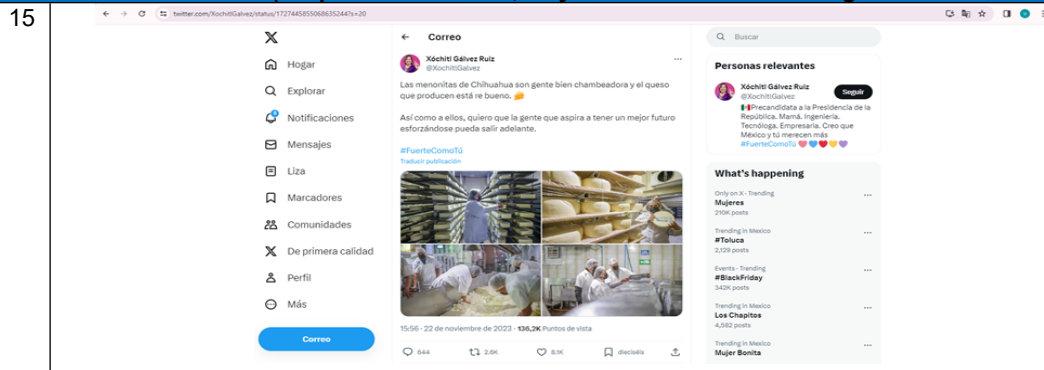 15
twitter.com/XochitlGalvez/status/1727445855068635244?s=20
X
Hogar
Explorar
Notificaciones
Mensajes
Liza
Marcadores
Comunidades
De primera calidad
Perfil
Más
Correo
Correo
Xóchitl Gálvez Ruiz
@XochitlGalvez
Las menonitas de Chihuahua son gente bien chambeadora y el queso
que producen está re bueno. 🧀
Así como a ellos, quiero que la gente que aspira a tener un mejor futuro
esforzándose pueda salir adelante.
#FuerteComoTú
Traducir publicación
15:56 · 22 de noviembre de 2023 · 136,2K Puntos de vista
644
2.6K
8.1K
dieciséis
Buscar
Personas relevantes
Xóchitl Gálvez Ruiz
@XochitlGalvez
Seguir
🇲🇽Precandidata a la Presidencia de la
República. Mamá. Ingeniería.
Tecnóloga. Empresaria. Creo que
México y tú merecen más
#FuerteComoTú
What's happening
Only on X · Trending
Mujeres
210K posts
Trending in Mexico
#Toluca
2,129 posts
Events · Trending
#BlackFriday
342K posts
Trending in Mexico
Los Chapitos
4,582 posts
Trending in Mexico
Mujer Bonita